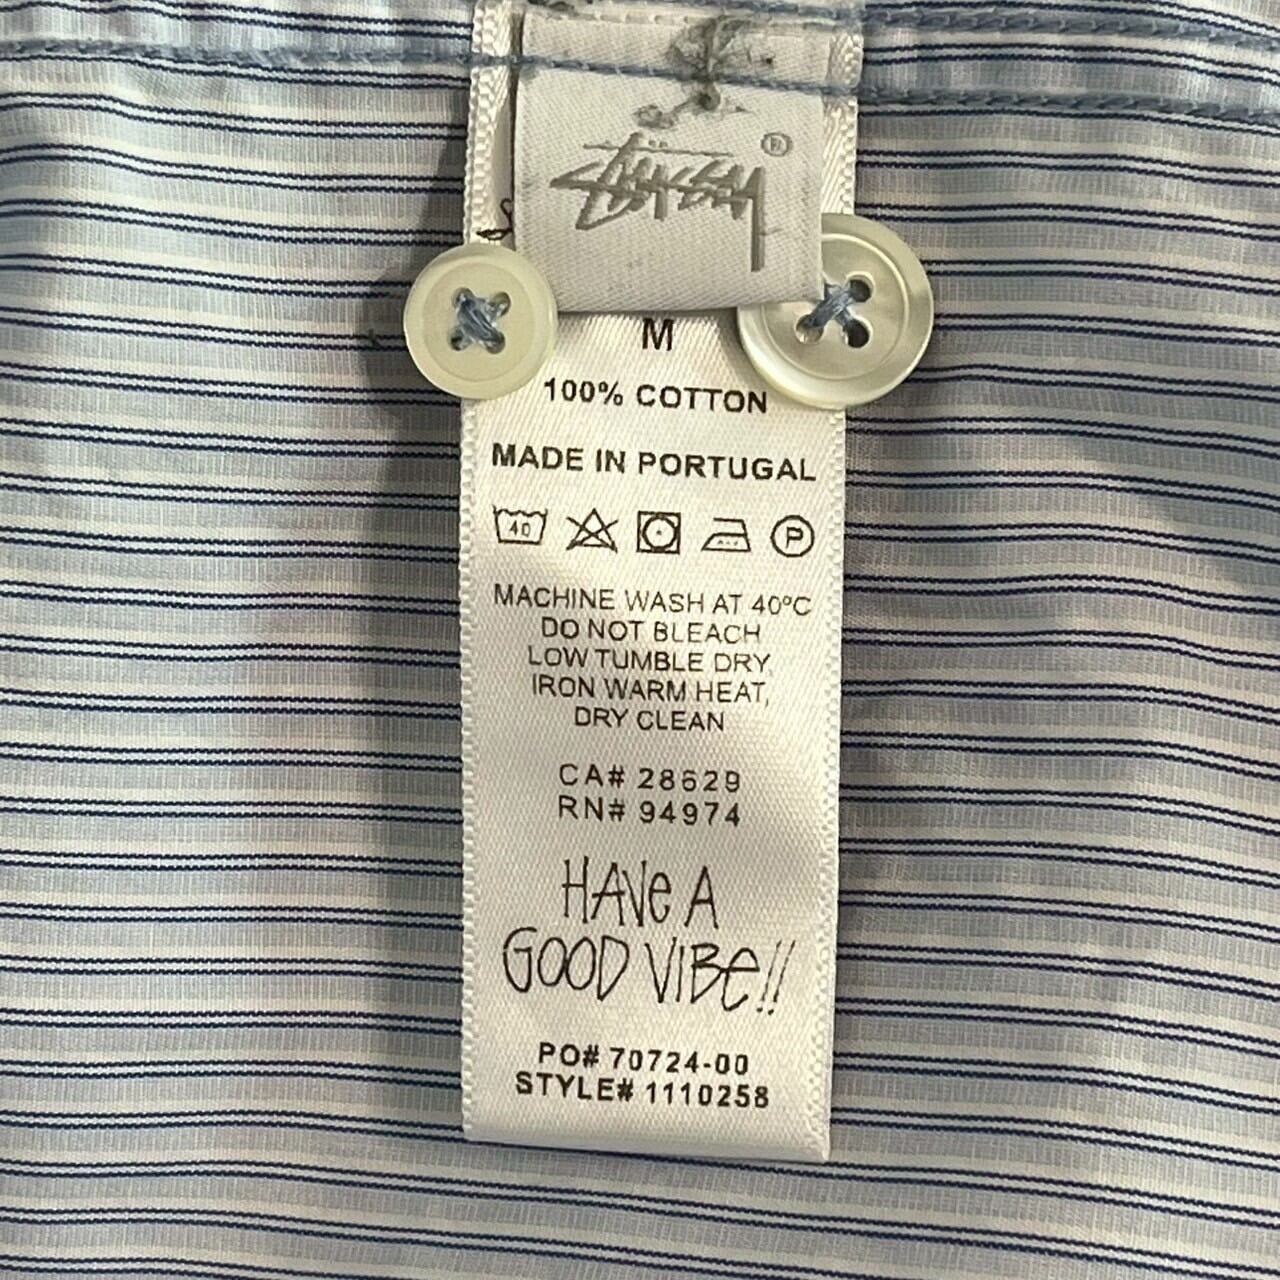 Stüssy ®
M
100% COTTON
MADE IN PORTUGAL
40 P
MACHINE WASH AT 40ºC
DO NOT BLEACH
LOW TUMBLE DRY,
IRON WARM HEAT,
DRY CLEAN
CA# 28629
RN# 94974
HAVe A
GOOD VIBe!!
PO# 70724-00
STYLE# 1110258